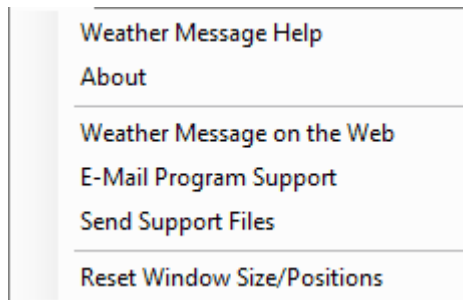 Weather Message Help
About
Weather Message on the Web
E-Mail Program Support
Send Support Files
Reset Window Size/Positions